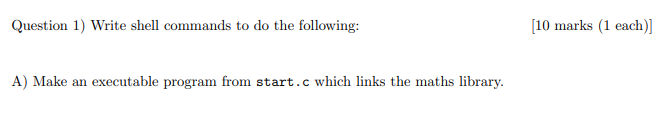 Question 1) Write shell commands to do the following: [10 marks (1 each)]
A) Make an executable program from start.c which links the maths library.